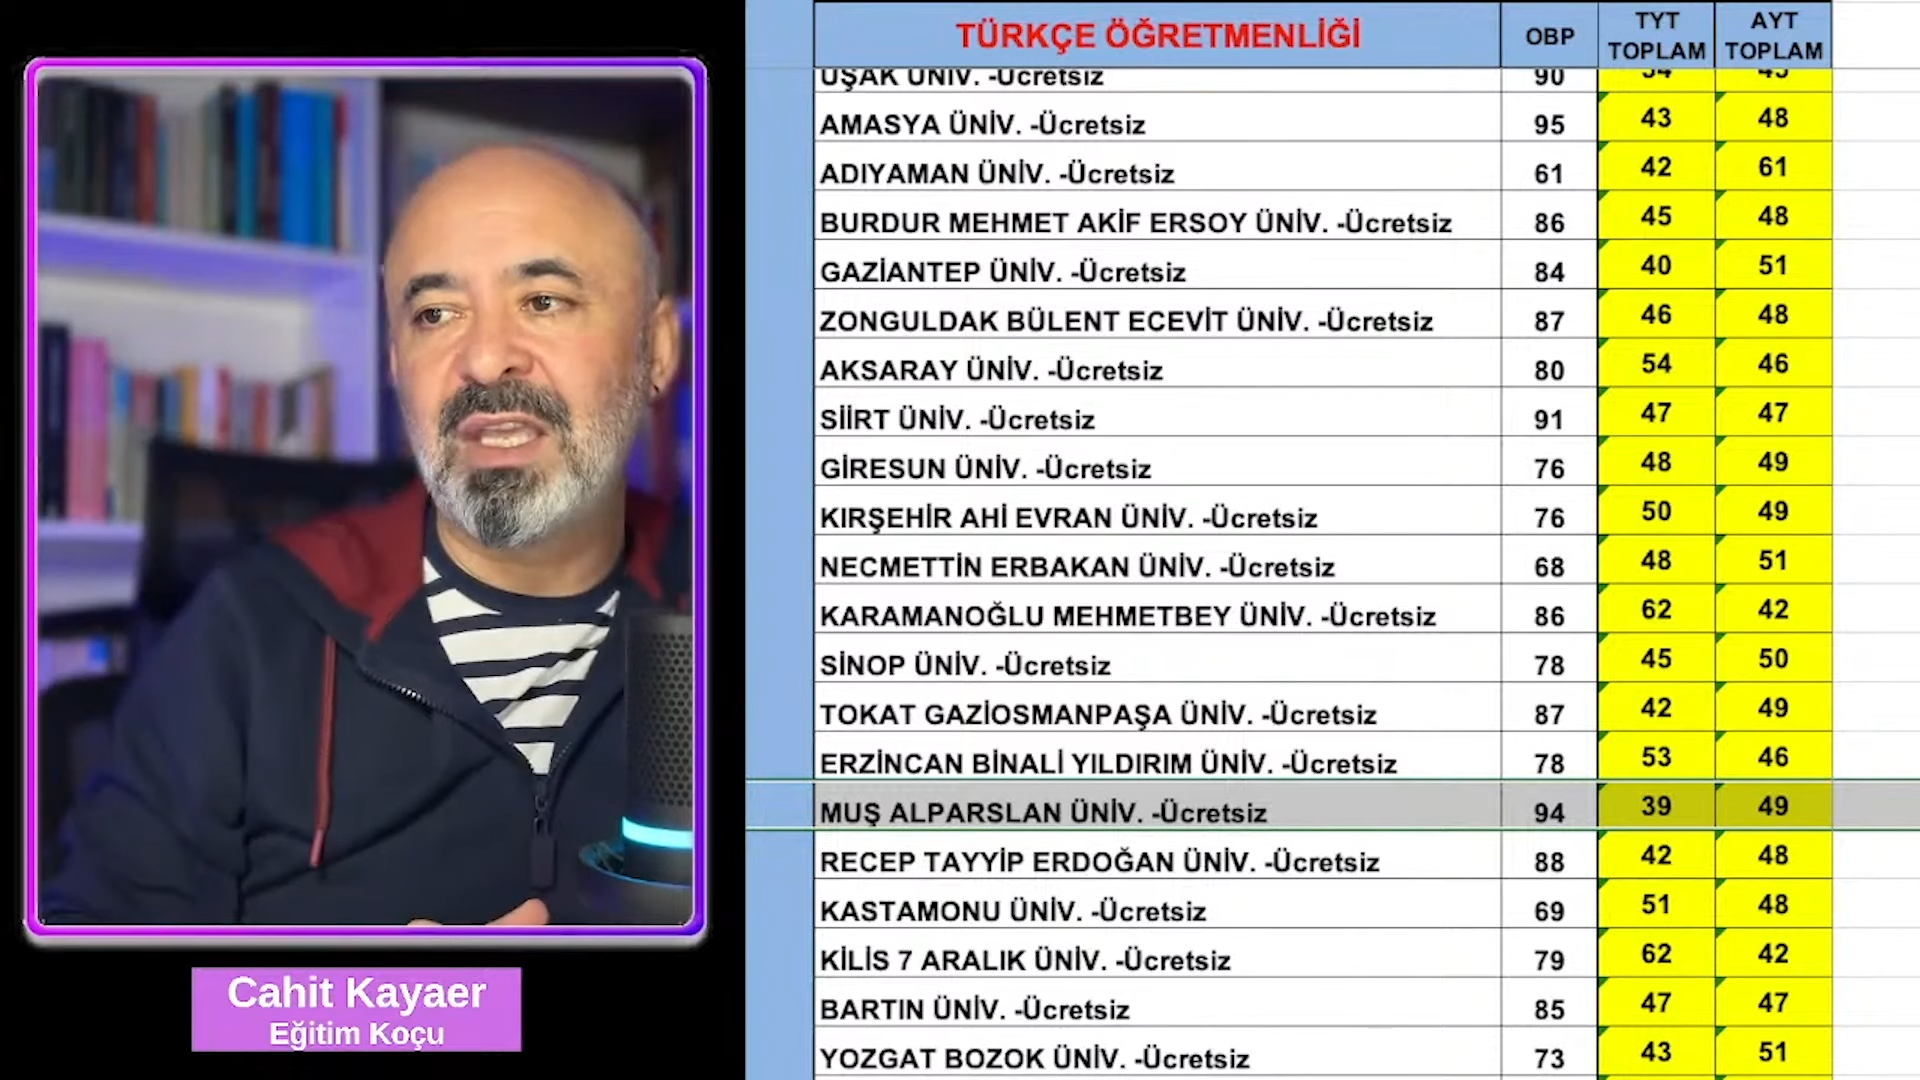 TÜRKÇE ÖĞRETMENLİĞİ OBP TYT TOPLAM AYT TOPLAM
UŞAK ÜNİV. -Ücretsiz 90 54 45
AMASYA ÜNİV. -Ücretsiz 95 43 48
ADIYAMAN ÜNİV. -Ücretsiz 61 42 61
BURDUR MEHMET AKİF ERSOY ÜNİV. -Ücretsiz 86 45 48
GAZİANTEP ÜNİV. -Ücretsiz 84 40 51
ZONGULDAK BÜLENT ECEVİT ÜNİV. -Ücretsiz 87 46 48
AKSARAY ÜNİV. -Ücretsiz 80 54 46
SİİRT ÜNİV. -Ücretsiz 91 47 47
GİRESUN ÜNİV. -Ücretsiz 76 48 49
KIRŞEHİR AHİ EVRAN ÜNİV. -Ücretsiz 76 50 49
NECMETTİN ERBAKAN ÜNİV. -Ücretsiz 68 48 51
KARAMANOĞLU MEHMETBEY ÜNİV. -Ücretsiz 86 62 42
SİNOP ÜNİV. -Ücretsiz 78 45 50
TOKAT GAZİOSMANPAŞA ÜNİV. -Ücretsiz 87 42 49
ERZİNCAN BİNALİ YILDIRIM ÜNİV. -Ücretsiz 78 53 46
MUŞ ALPARSLAN ÜNİV. -Ücretsiz 94 39 49
RECEP TAYYİP ERDOĞAN ÜNİV. -Ücretsiz 88 42 48
KASTAMONU ÜNİV. -Ücretsiz 69 51 48
KİLİS 7 ARALIK ÜNİV. -Ücretsiz 79 62 42
BARTIN ÜNİV. -Ücretsiz 85 47 47
YOZGAT BOZOK ÜNİV. -Ücretsiz 73 43 51
Cahit Kayaer
Eğitim Koçu